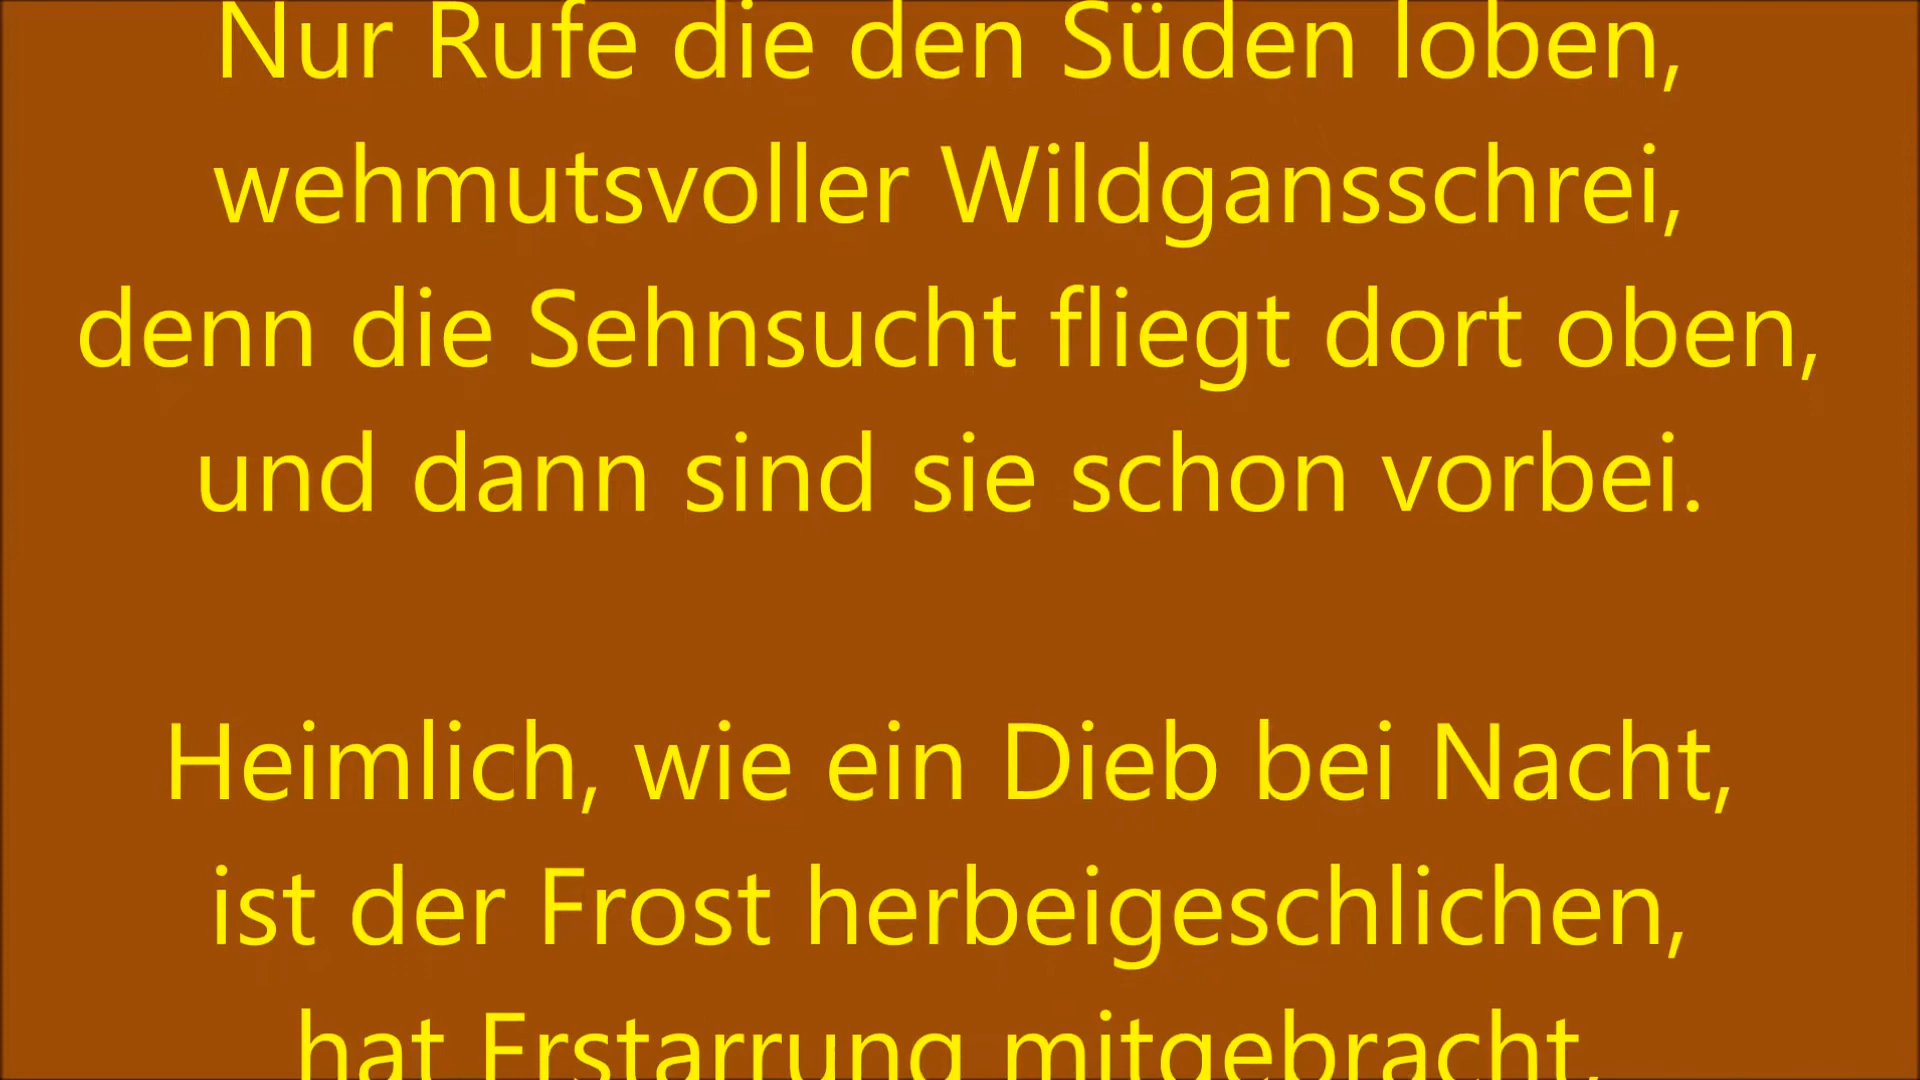 Nur Rufe die den Süden loben,
wehmutsvoller Wildgansschrei,
denn die Sehnsucht fliegt dort oben,
und dann sind sie schon vorbei.
Heimlich, wie ein Dieb bei Nacht,
ist der Frost herbeigeschlichen,
hat Erstarrung mitgebracht,